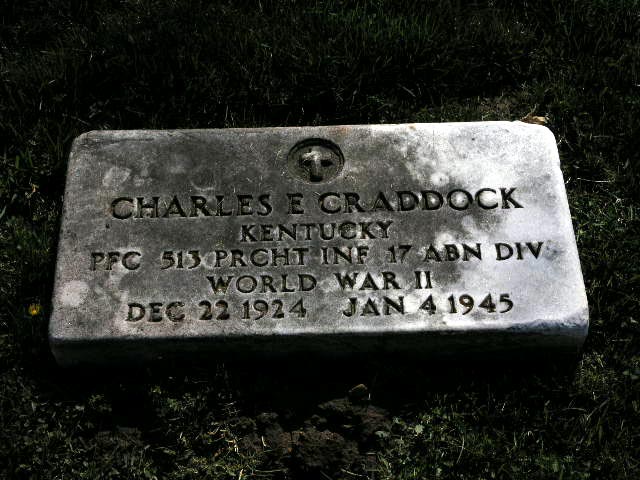 CHARLES E CRADDOCK
KENTUCKY
PFC 513 PRCHT INF 17 ABN DIV
WORLD WAR II
DEC 22 1924 JAN 4 1945